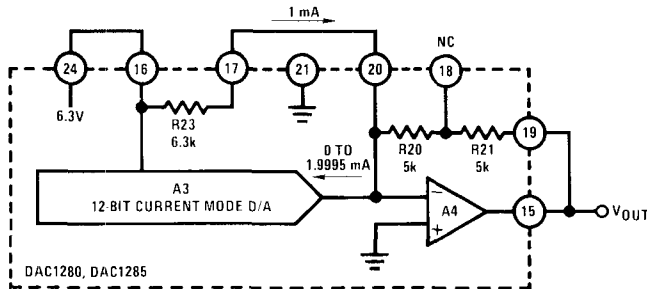 1 mA
NC
24
16
17
21
20
18
6.3V
R23
6.3k
R20
5k
R21
5k
19
0 TO
1.9995 mA
A3
12-BIT CURRENT MODE D/A
−
A4
+
15
VOUT
DAC1280, DAC1285